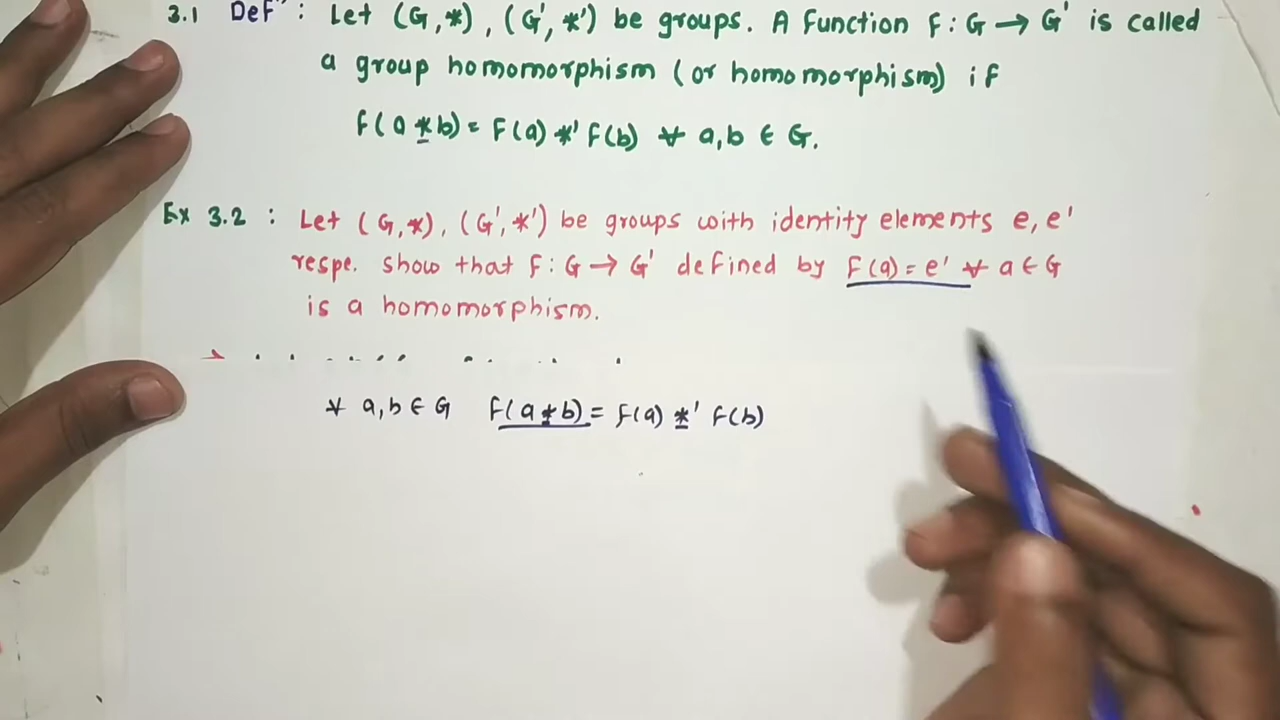 3.1 Defⁿ : Let (G,*), (G',*') be groups. A function f: G → G' is called
a group homomorphism (or homomorphism) if
f(a * b) = f(a) *' f(b) ∀ a,b ∈ G.
Ex 3.2 : Let (G,*), (G',*') be groups with identity elements e, e'
respe. show that f: G → G' defined by f(a) = e' ∀ a ∈ G
is a homomorphism.
∀ a,b ∈ G f(a * b) = f(a) *' f(b)